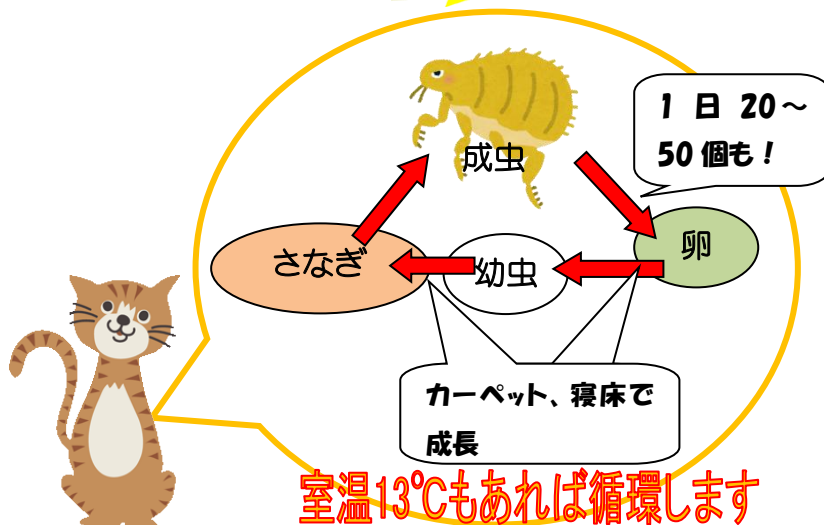 1 日 20～
50 個も！
成虫
卵
幼虫
さなぎ
カーペット、寝床で
成長
室温13℃もあれば循環します